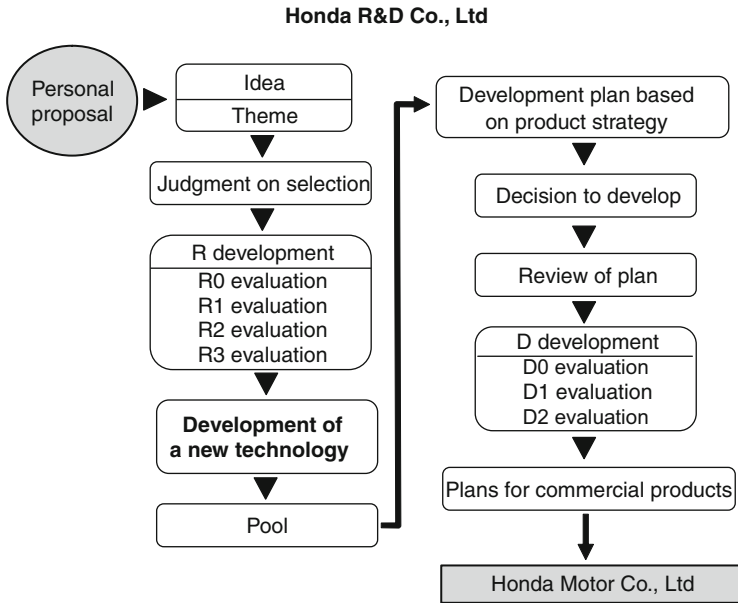 Honda R&D Co., Ltd
Personal
proposal
Idea
Theme
Judgment on selection
R development
R0 evaluation
R1 evaluation
R2 evaluation
R3 evaluation
Development of
a new technology
Pool
Development plan based
on product strategy
Decision to develop
Review of plan
D development
D0 evaluation
D1 evaluation
D2 evaluation
Plans for commercial products
Honda Motor Co., Ltd